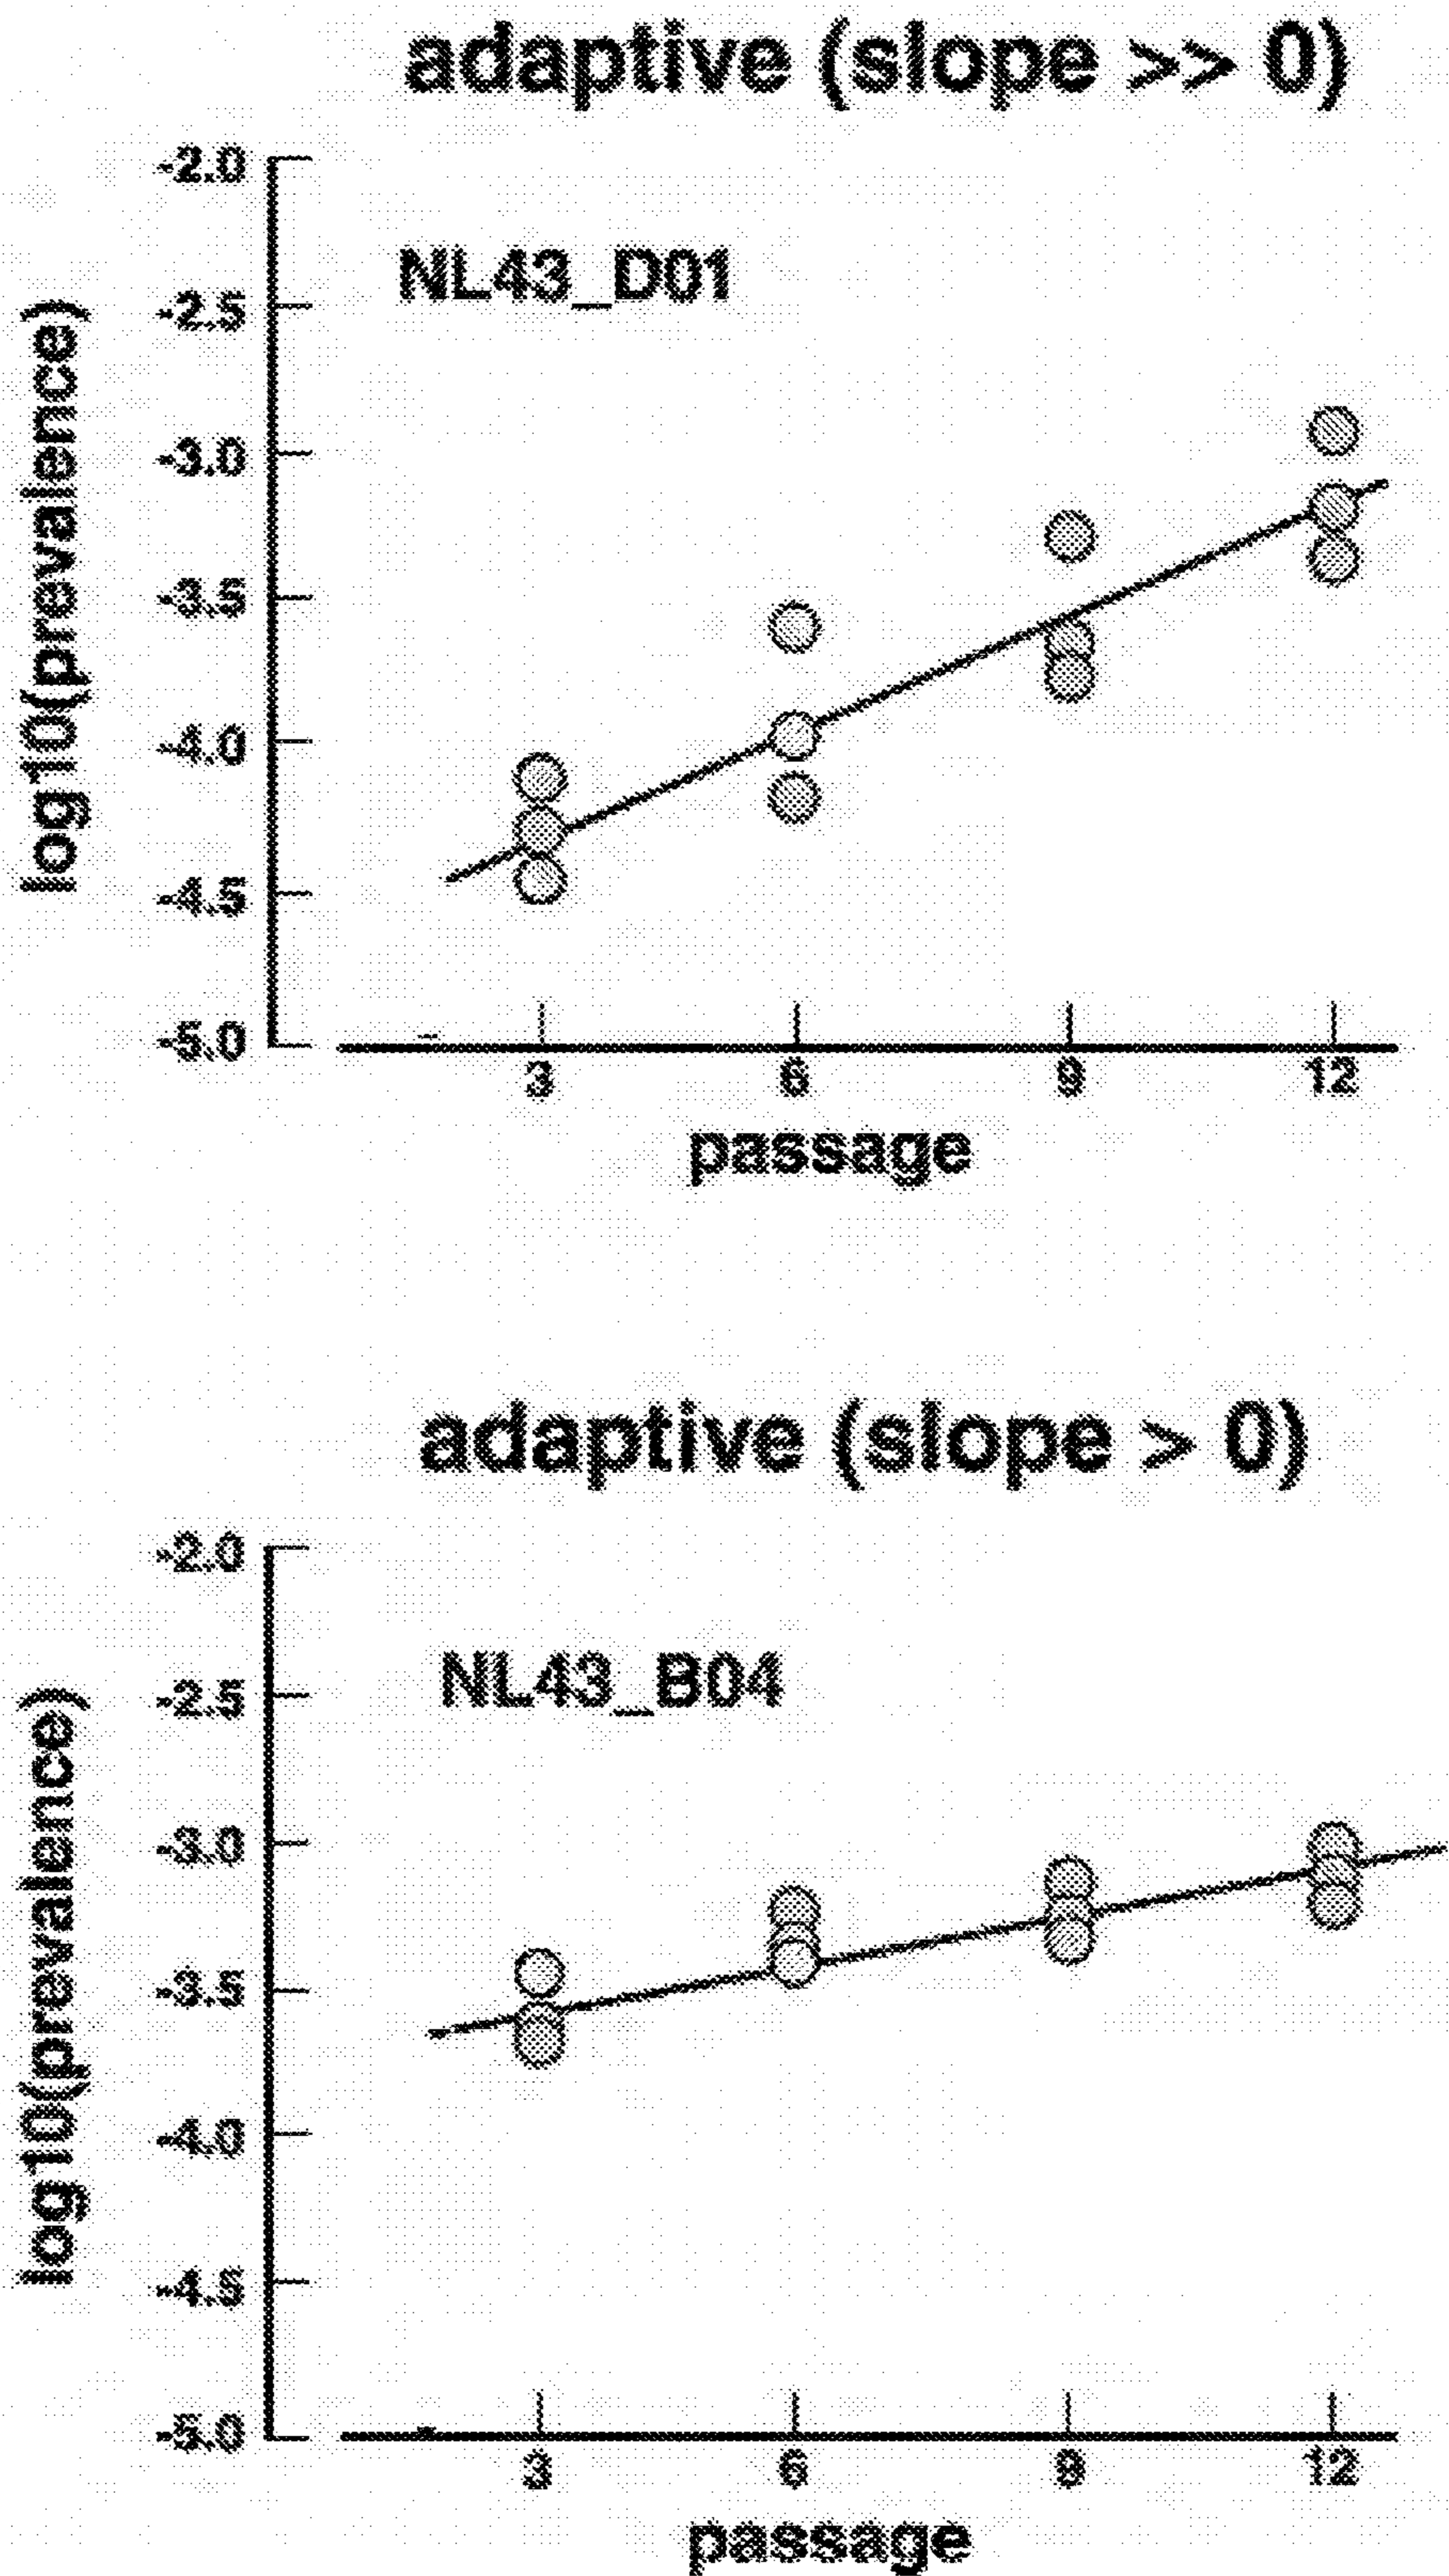 adaptive (slope >> 0)
-2.0
NL43_D01
-2.5
-3.0
-3.5
-4.0
-4.5
-5.0
log10(prevalence)
3 6 9 12
passage
adaptive (slope > 0)
-2.0
NL43_B04
-2.5
-3.0
-3.5
-4.0
-4.5
-5.0
log10(prevalence)
3 6 9 12
passage